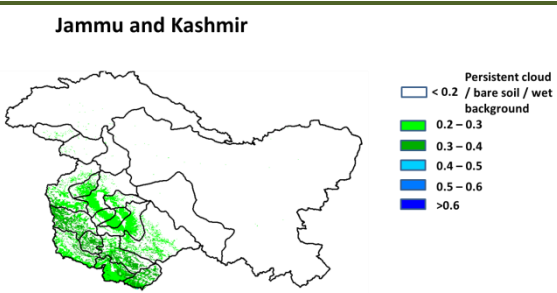 Jammu and Kashmir
Persistent cloud
< 0.2 / bare soil / wet
background
0.2 – 0.3
0.3 – 0.4
0.4 – 0.5
0.5 – 0.6
>0.6